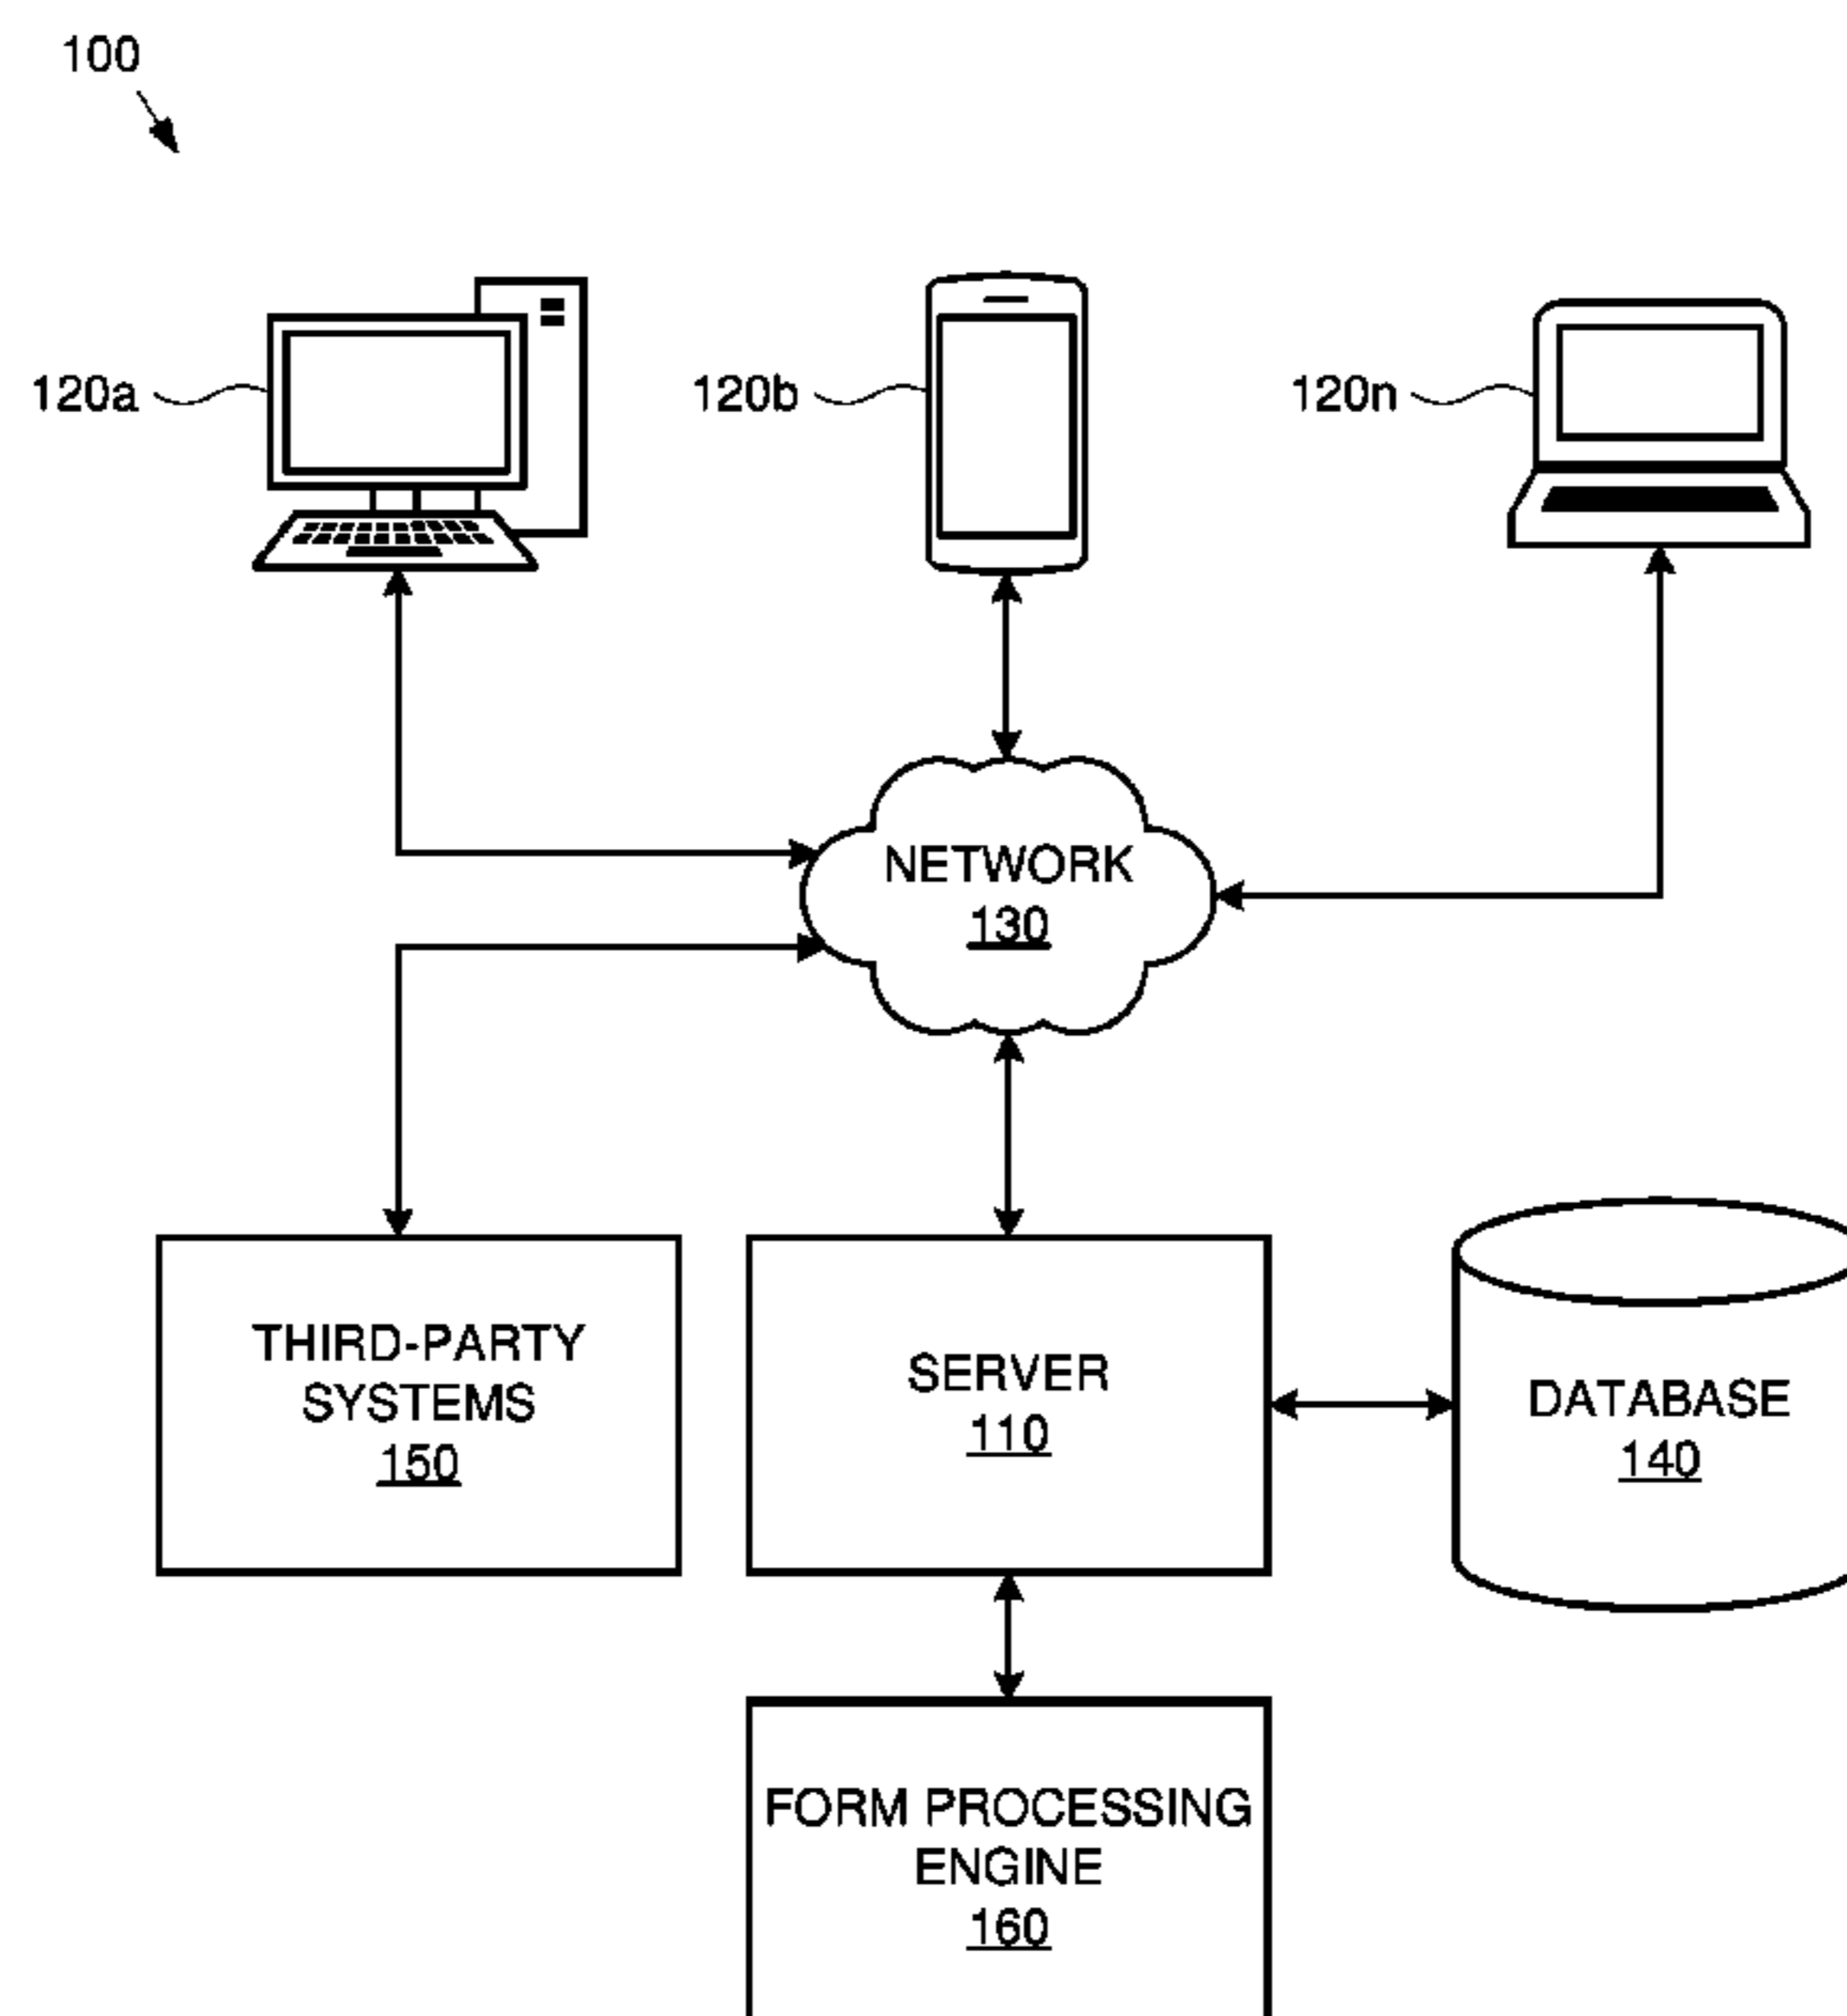 100
120a
120b
120n
NETWORK
130
THIRD-PARTY
SYSTEMS
150
SERVER
110
DATABASE
140
FORM PROCESSING
ENGINE
160